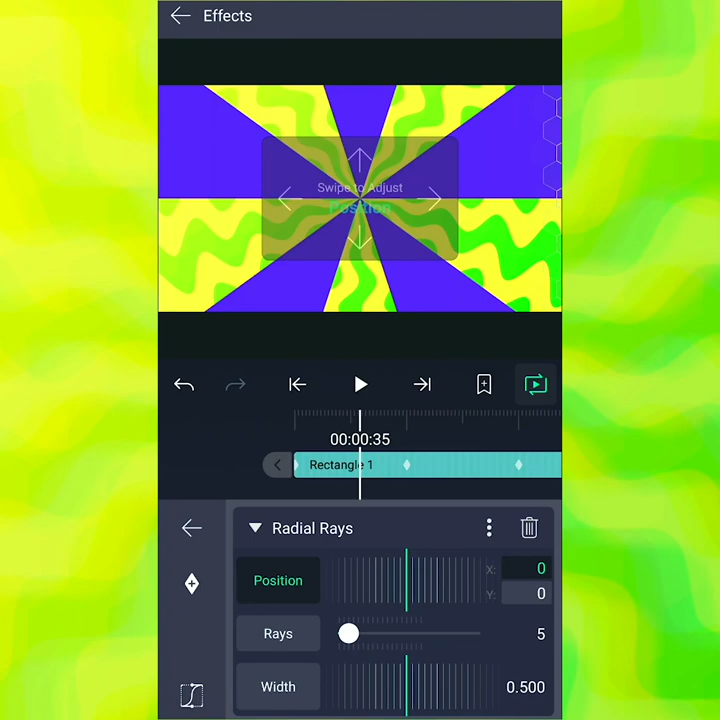 Effects
Swipe to Adjust
Position
00:00:35
Rectangle 1
Radial Rays
Position
X: 0
Y: 0
Rays
5
Width
0.500